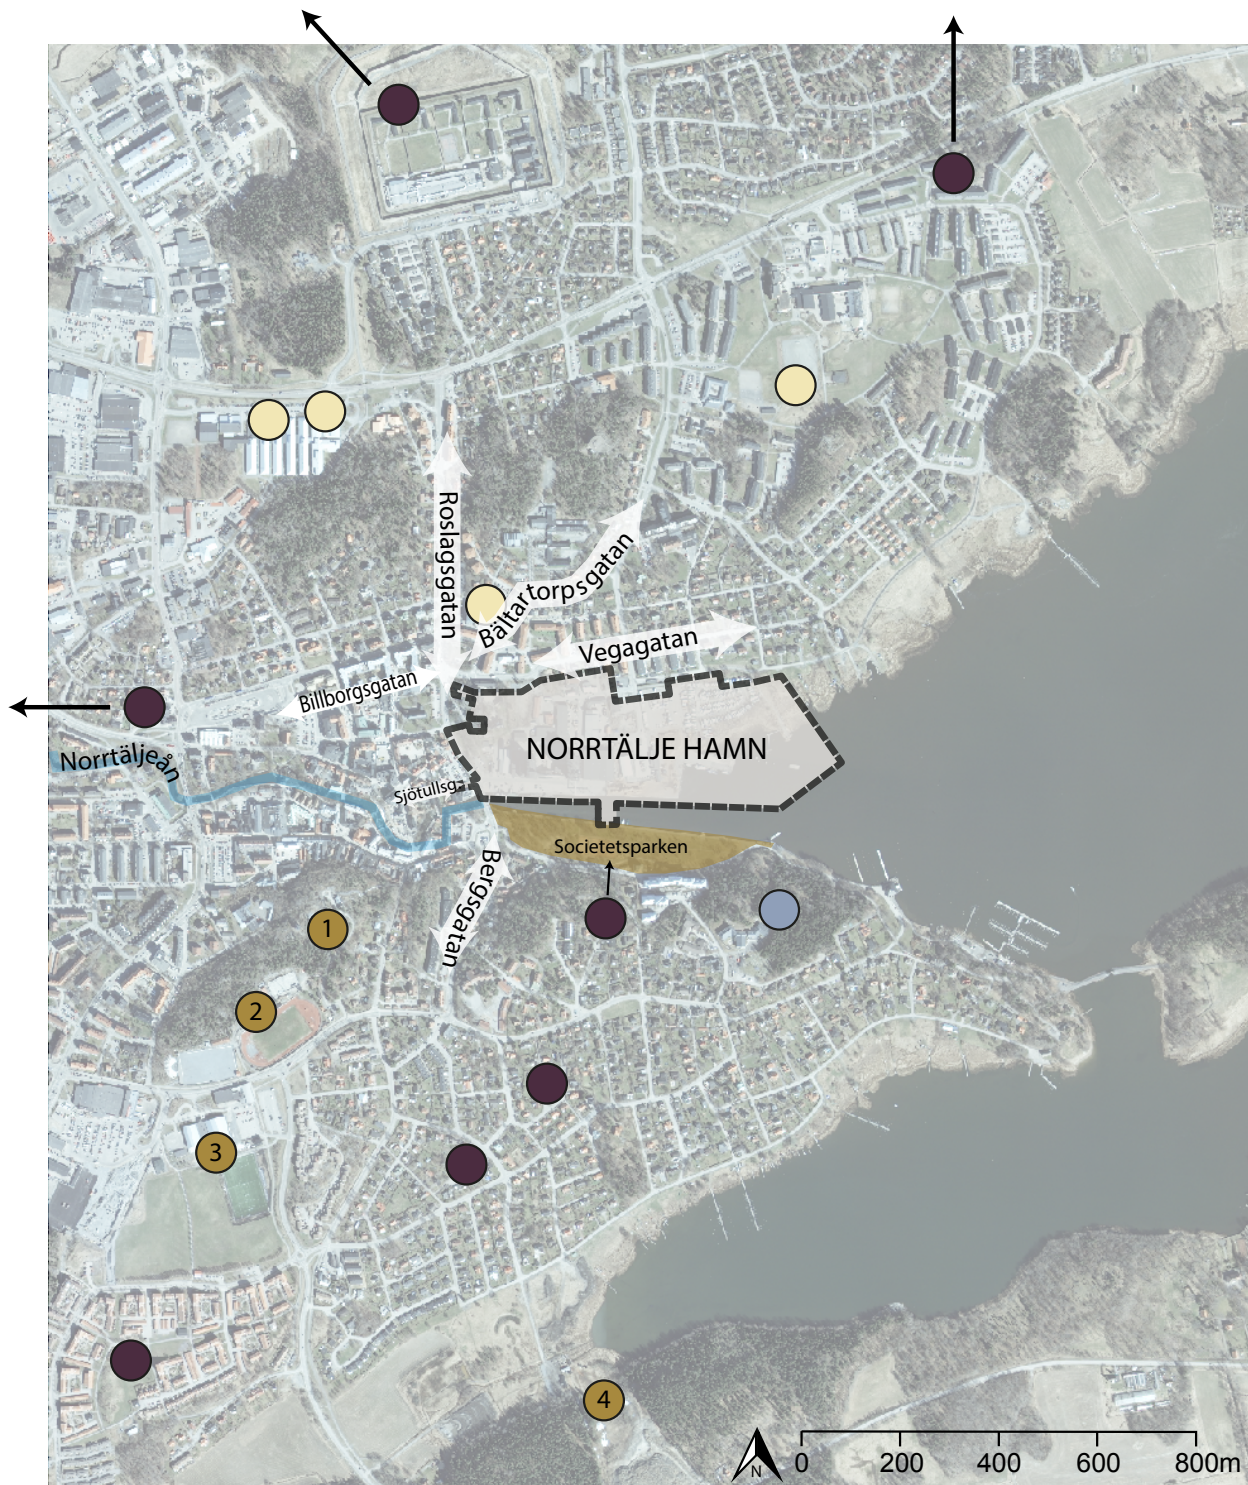 Roslagsgatan
Bältartorpsgatan
Vegagatan
Billborgsgatan
NORRTÄLJE HAMN
Norrtäljeån
Sjötullsg.
Societetsparken
Bergsgatan
1
2
3
4
N
0 200 400 600 800m